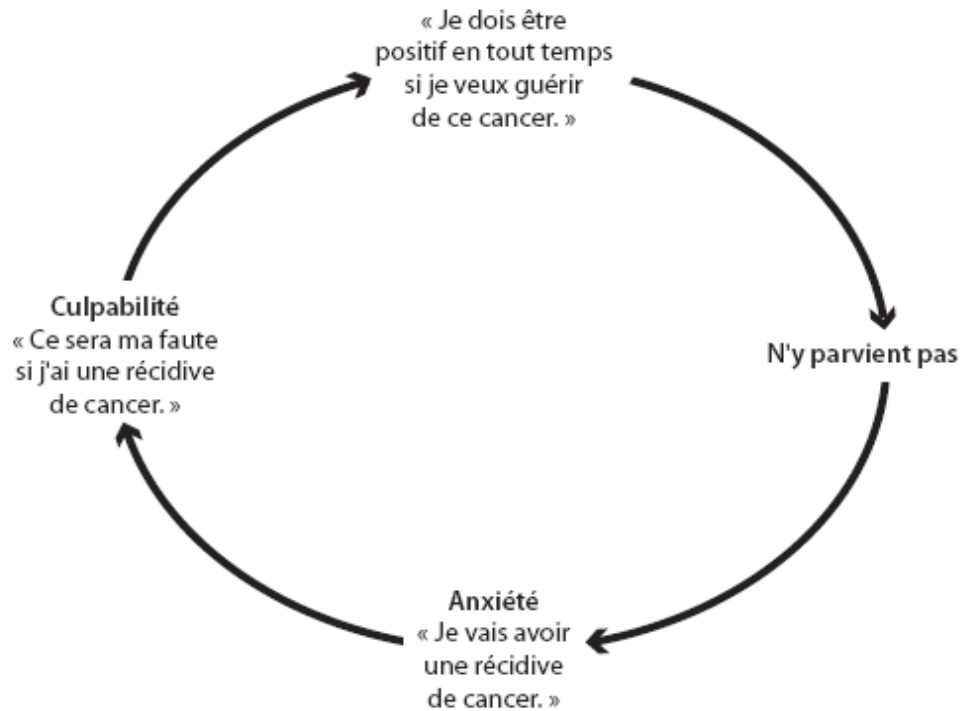 « Je dois être
positif en tout temps
si je veux guérir
de ce cancer. »
N'y parvient pas
Anxiété
« Je vais avoir
une récidive
de cancer. »
Culpabilité
« Ce sera ma faute
si j'ai une récidive
de cancer. »